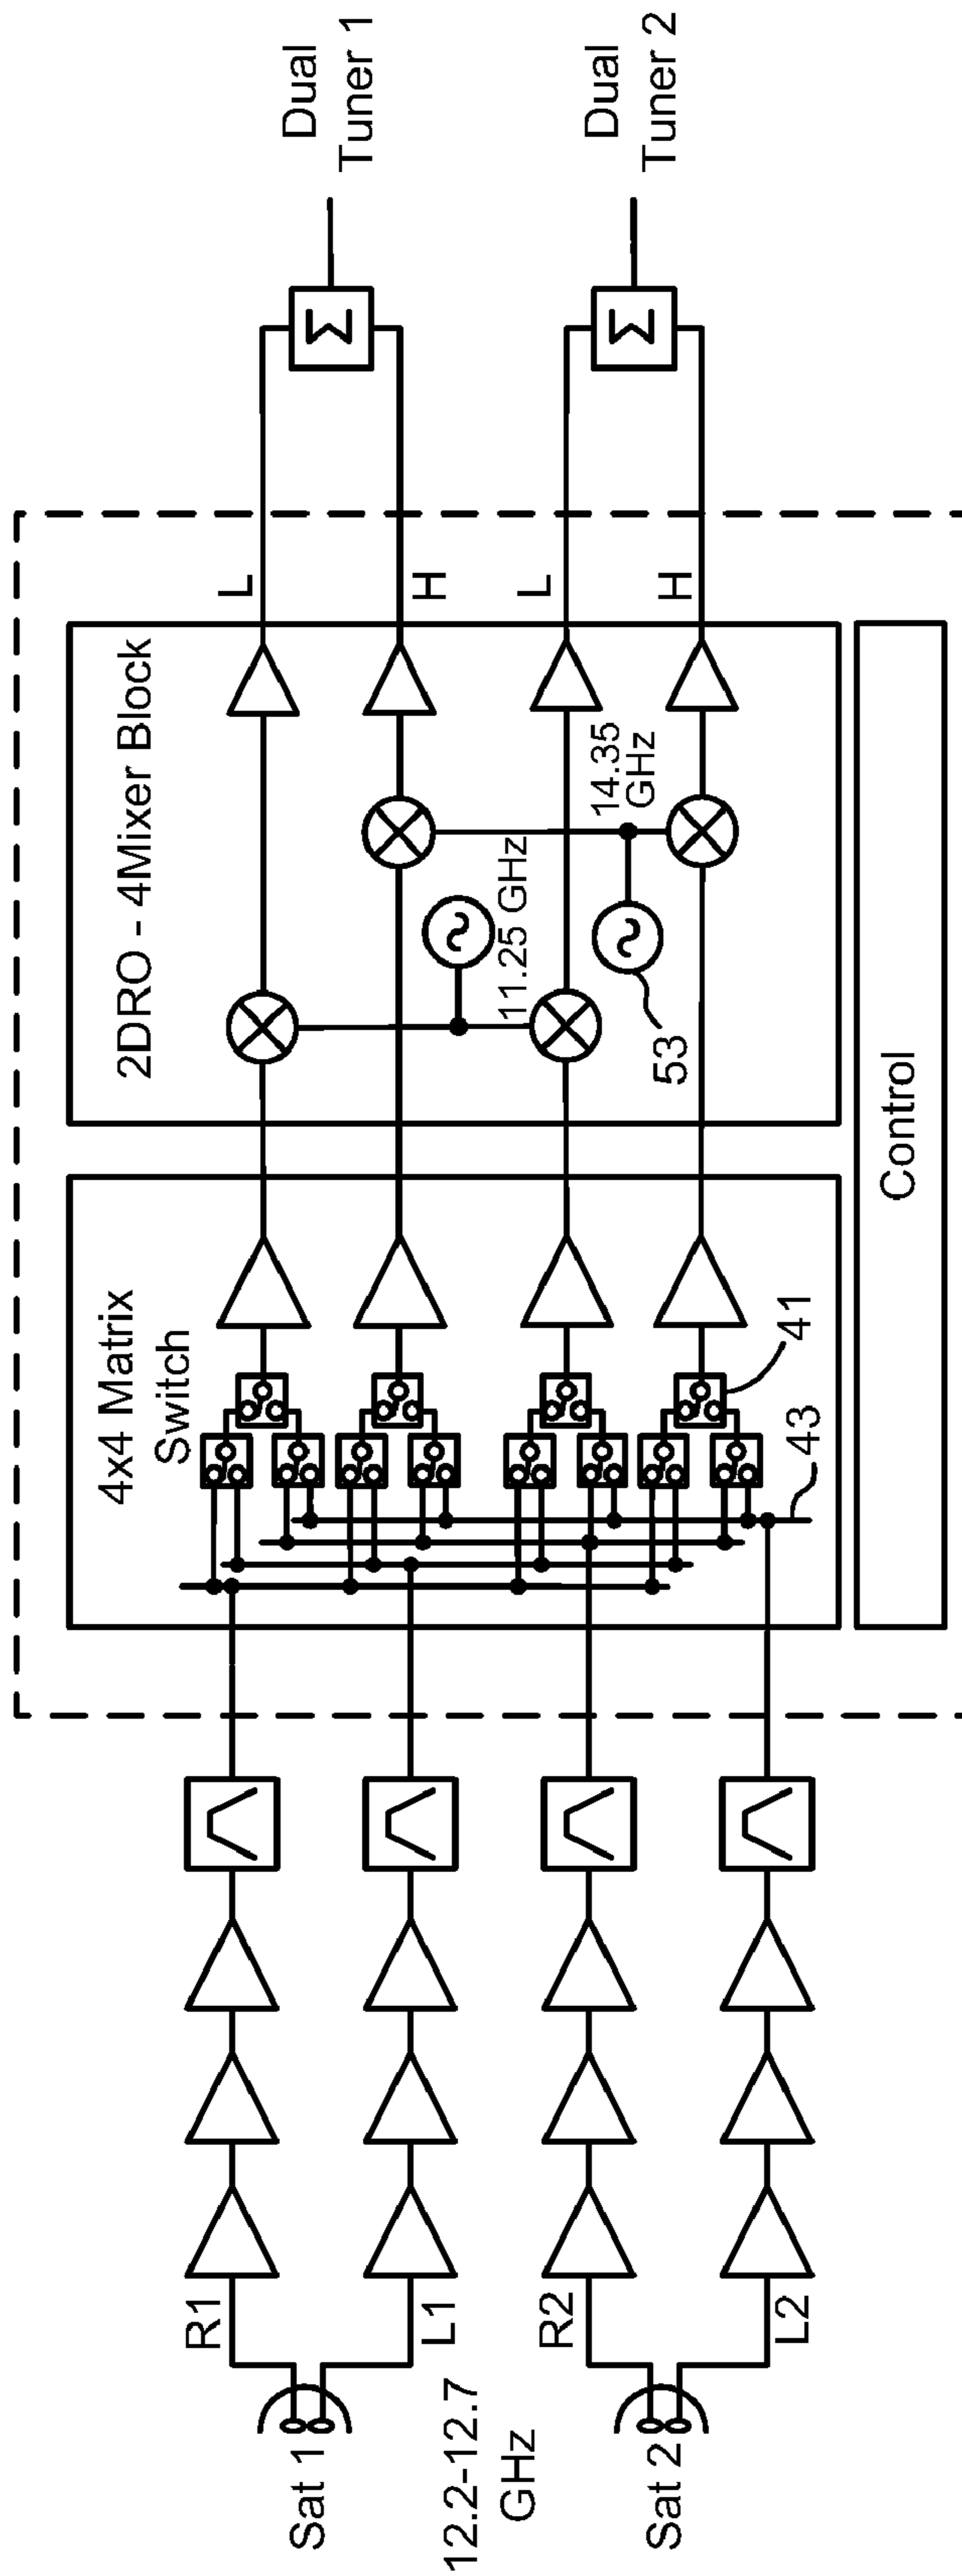 Sat 1
R1
L1
12.2-12.7
GHz
Sat 2
R2
L2
4x4 Matrix
Switch
41
43
2DRO - 4Mixer Block
11.25 GHz
14.35
GHz
53
Control
L
H
L
H
Σ
Σ
Dual
Tuner 1
Dual
Tuner 2